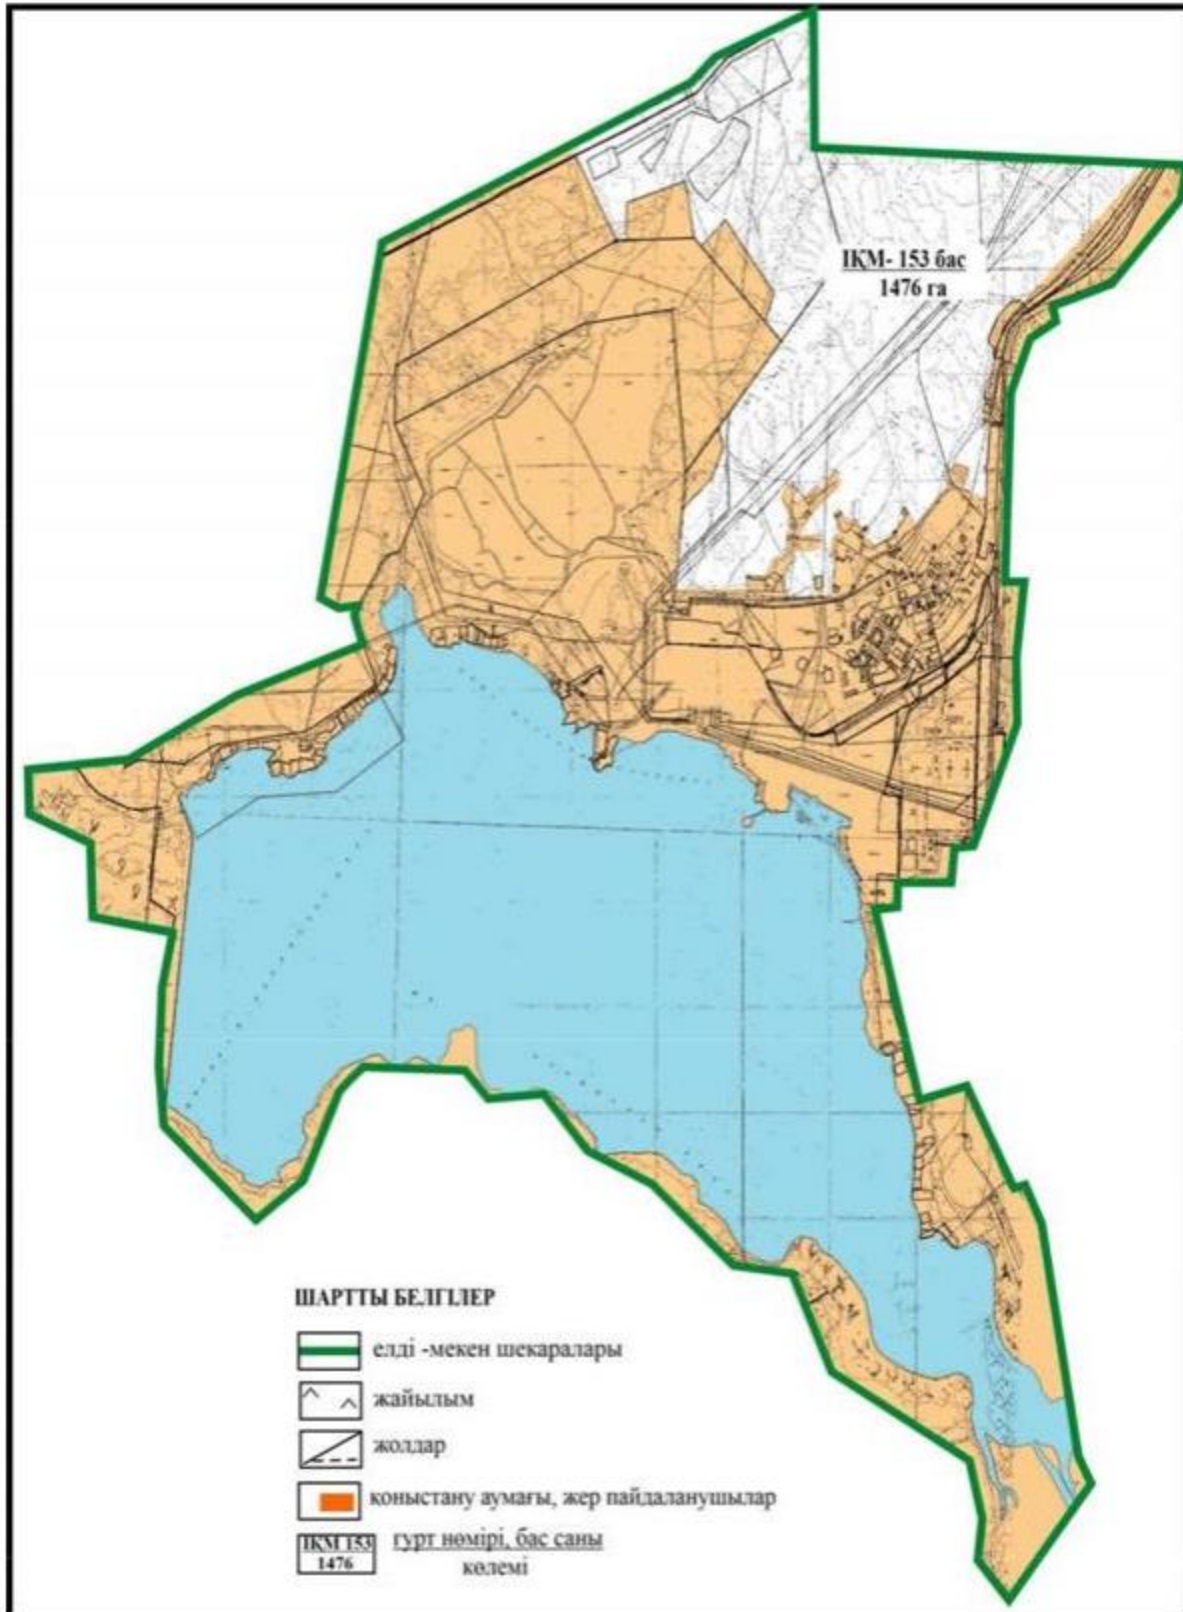 ІҚМ- 153 бас
1476 га
ШАРТТЫ БЕЛГІЛЕР
елді -мекен шекаралары
жайылым
жолдар
қоныстану аумағы, жер пайдаланушылар
ІҚМ 153
1476
гурт нөмірі, бас саны
көлемі